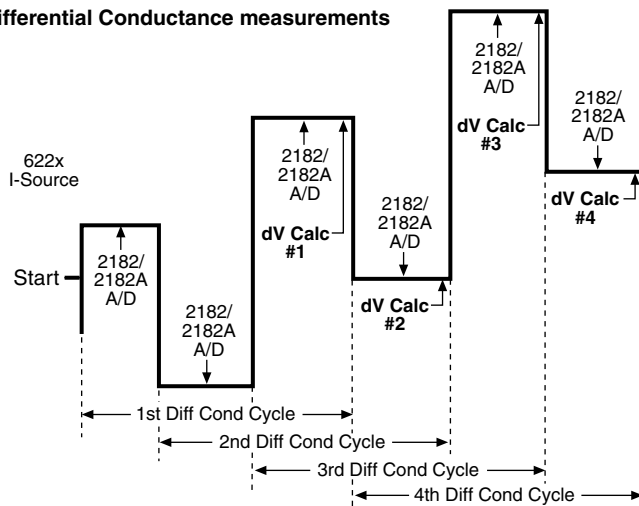 ifferential Conductance measurements
622x
I-Source
Start
2182/
2182A
A/D
2182/
2182A
A/D
2182/
2182A
A/D
dV Calc
#1
2182/
2182A
A/D
dV Calc
#2
2182/
2182A
A/D
dV Calc
#3
2182/
2182A
A/D
dV Calc
#4
1st Diff Cond Cycle
2nd Diff Cond Cycle
3rd Diff Cond Cycle
4th Diff Cond Cycle